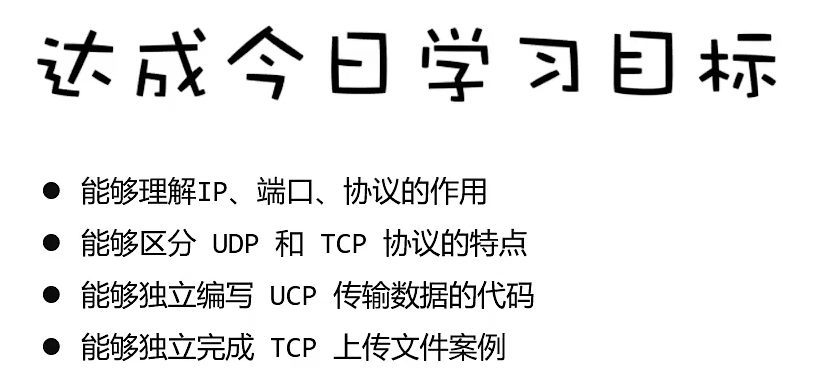 达成今日学习目标
● 能够理解IP、端口、协议的作用
● 能够区分 UDP 和 TCP 协议的特点
● 能够独立编写 UCP 传输数据的代码
● 能够独立完成 TCP 上传文件案例